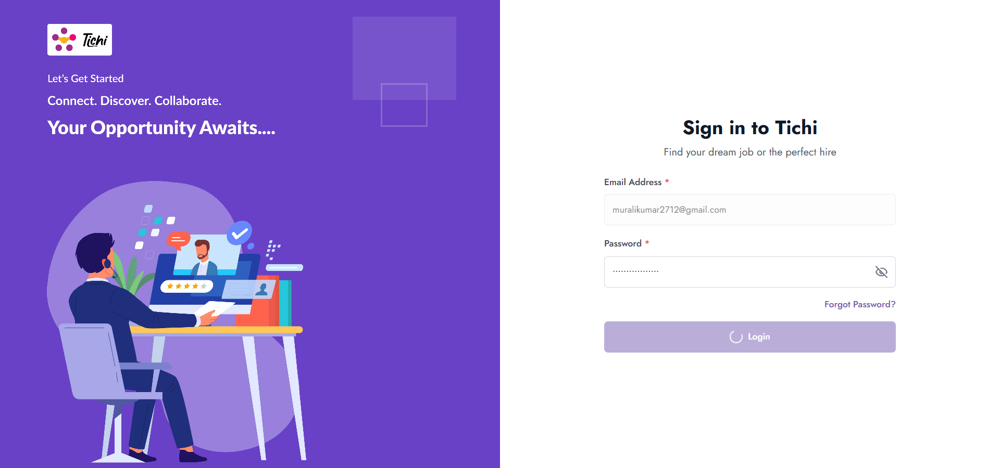 Tichi
Let's Get Started
Connect. Discover. Collaborate.
Your Opportunity Awaits....
Sign in to Tichi
Find your dream job or the perfect hire
Email Address *
muralikumar2712@gmail.com
Password *
·················
Forgot Password?
Login